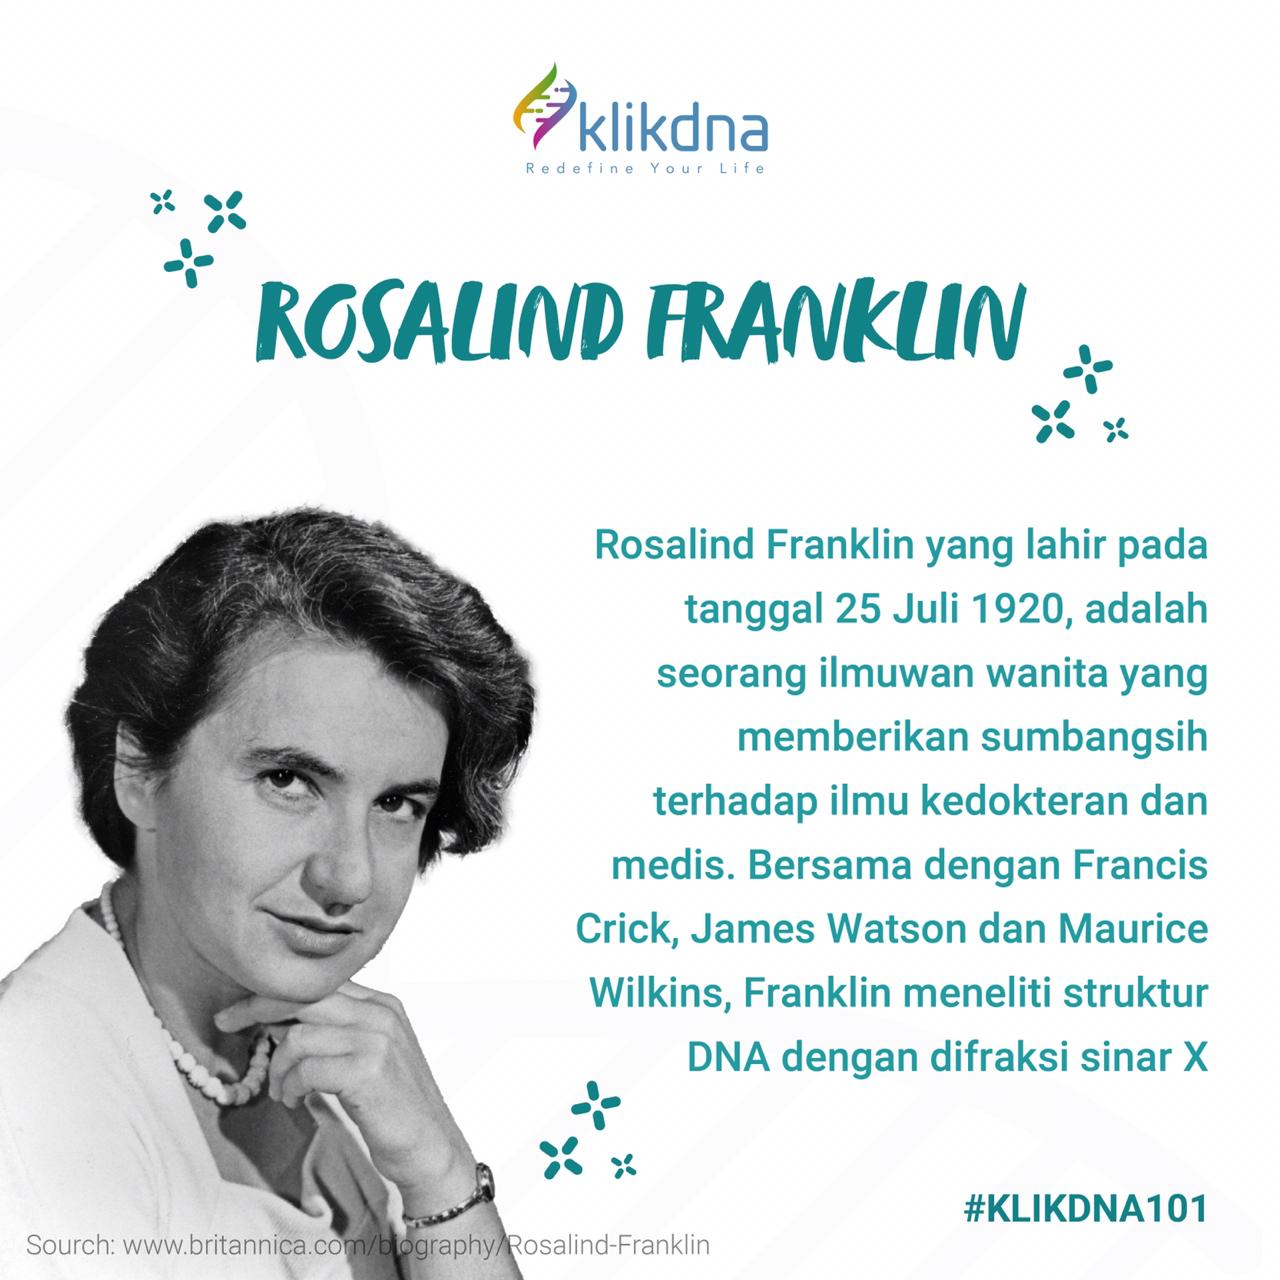 klikdna
Redefine Your Life
ROSALIND FRANKLIN
Rosalind Franklin yang lahir pada
tanggal 25 Juli 1920, adalah
seorang ilmuwan wanita yang
memberikan sumbangsih
terhadap ilmu kedokteran dan
medis. Bersama dengan Francis
Crick, James Watson dan Maurice
Wilkins, Franklin meneliti struktur
DNA dengan difraksi sinar X
#KLIKDNA101
Sourch: www.britannica.com/biography/Rosalind-Franklin